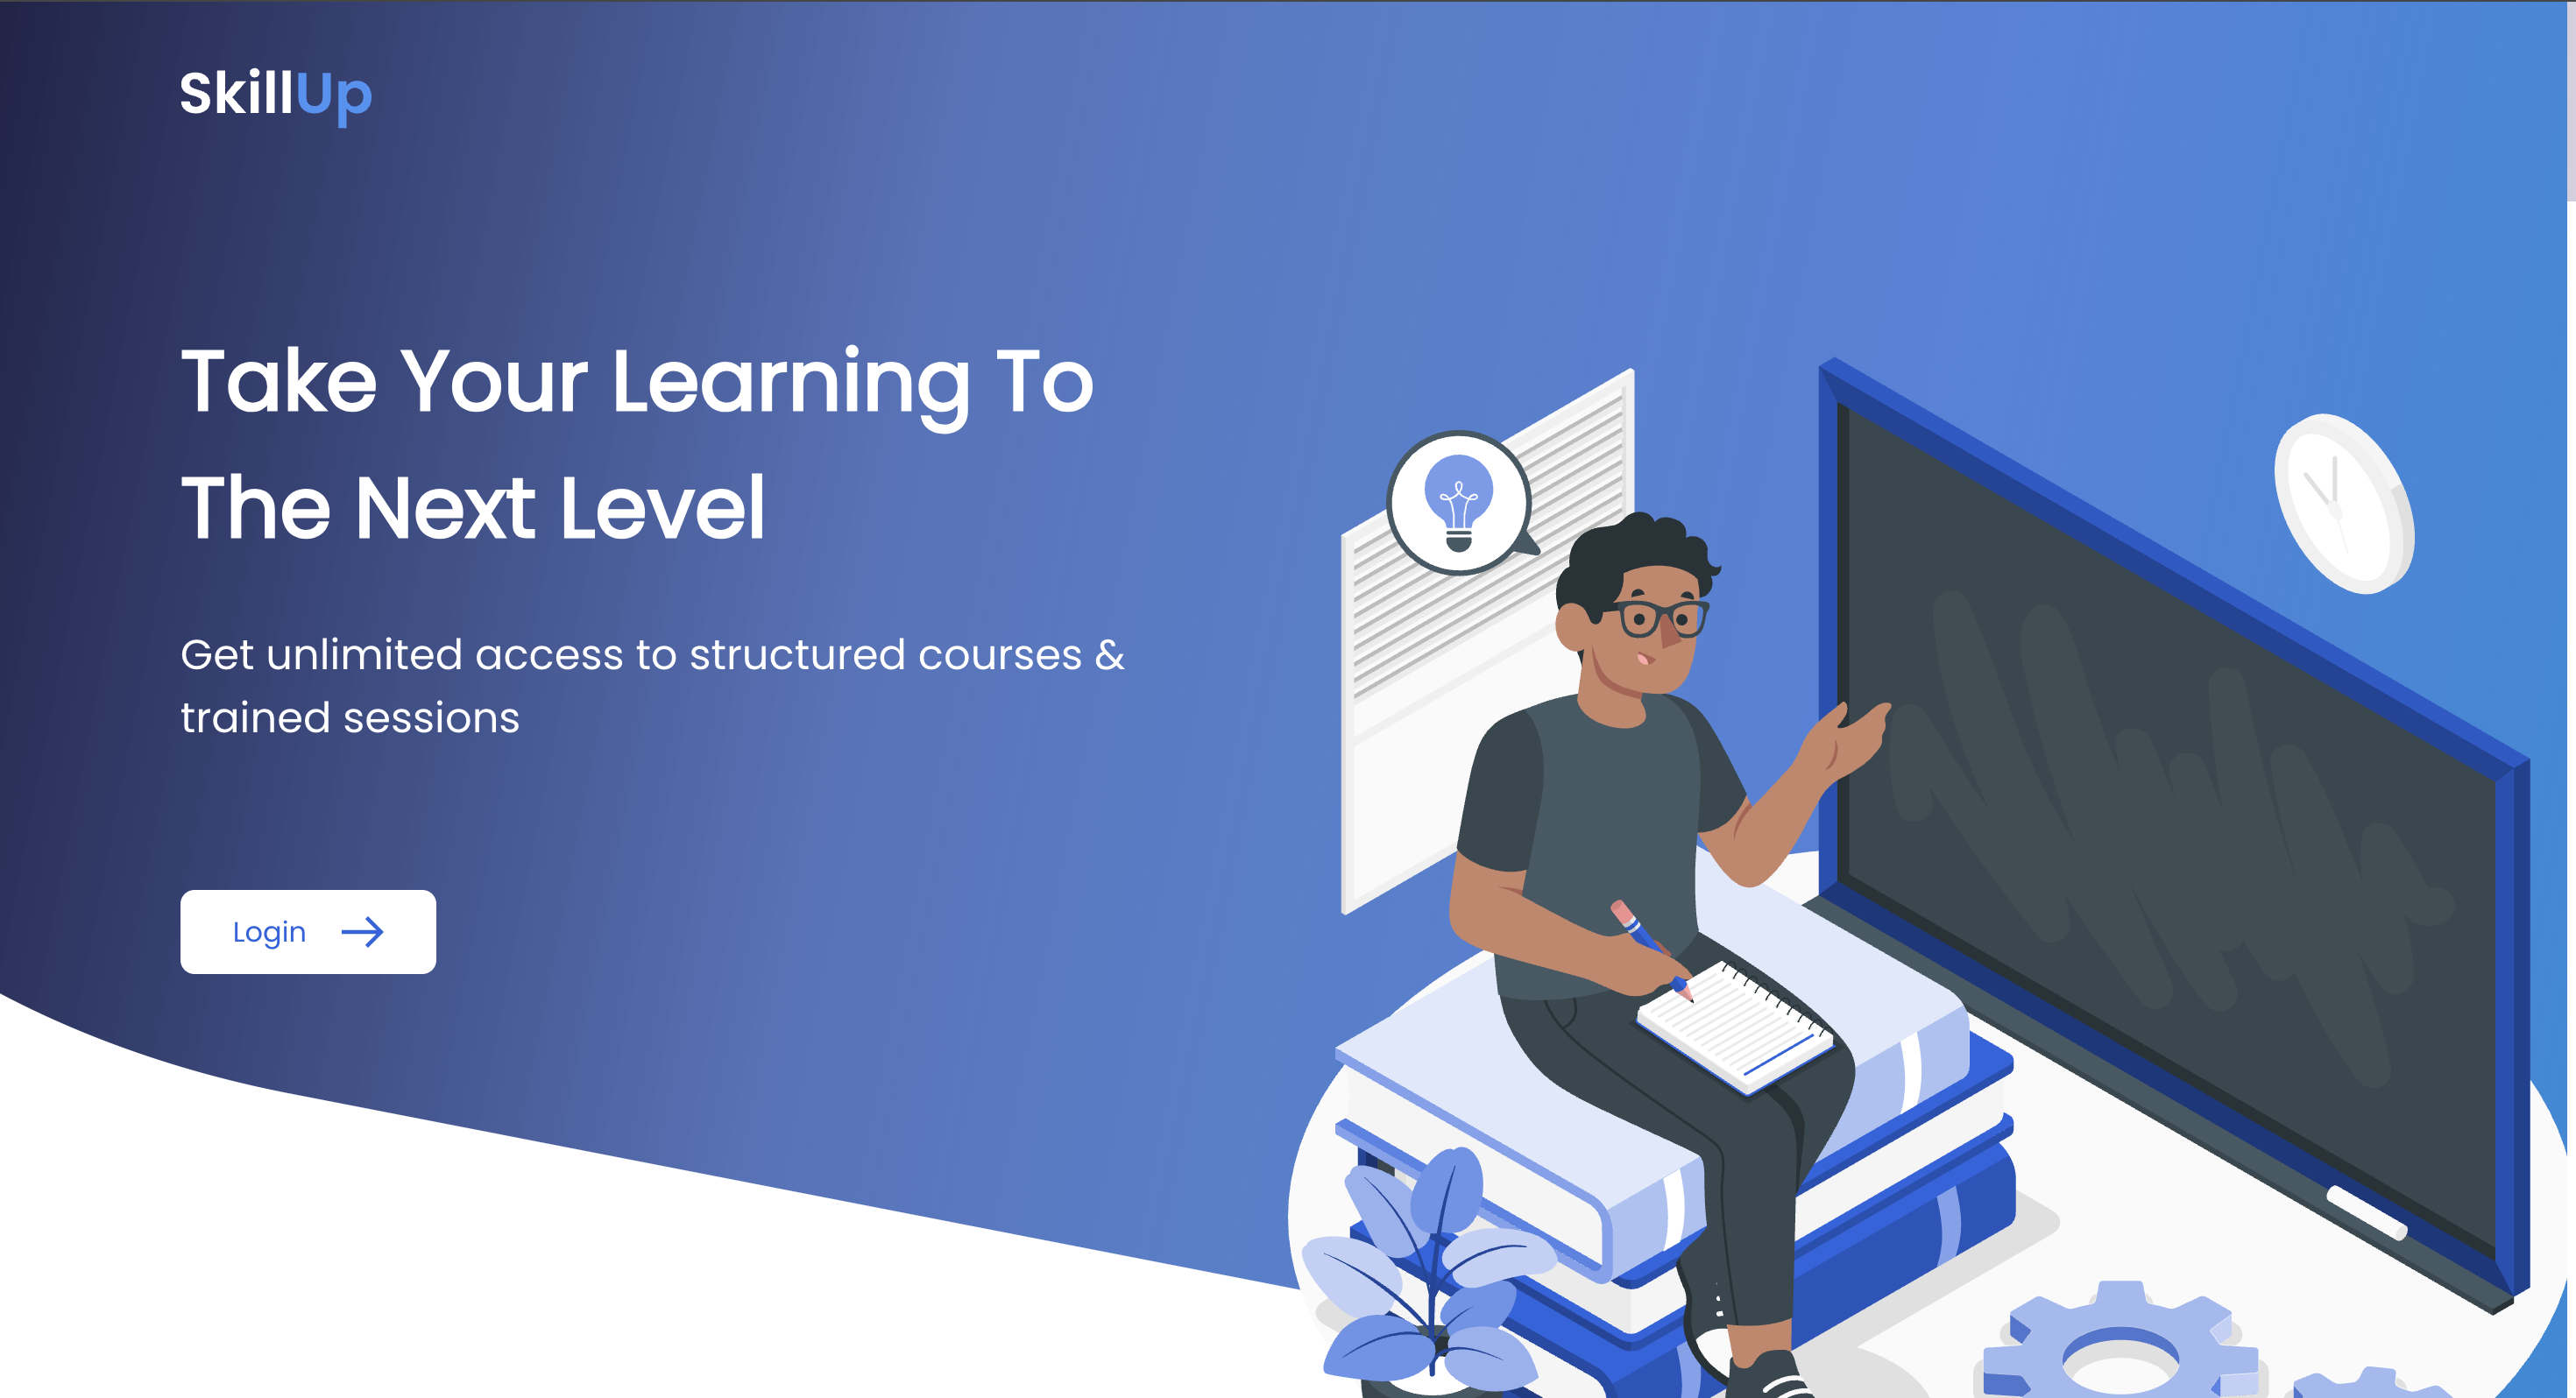 SkillUp
Take Your Learning To
The Next Level
Get unlimited access to structured courses &
trained sessions
Login